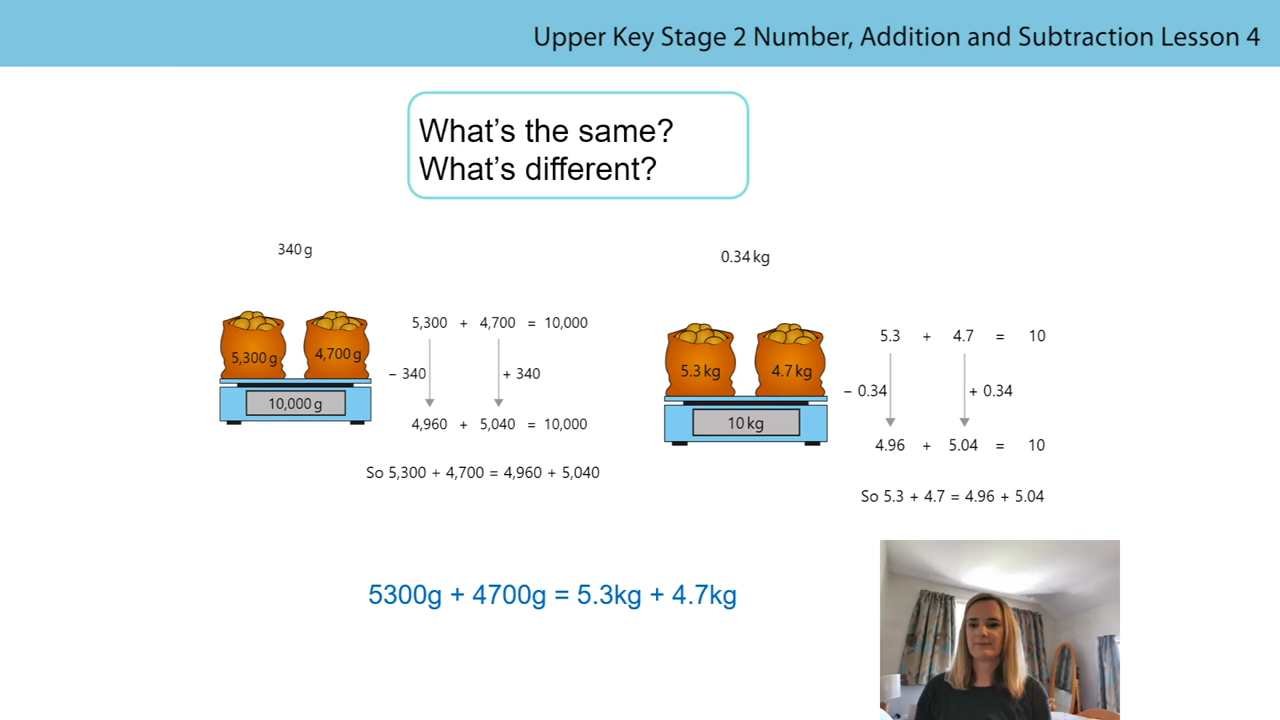 Upper Key Stage 2 Number, Addition and Subtraction Lesson 4
What's the same?
What's different?
340 g
5,300 g
4,700 g
10,000 g
5,300 + 4,700 = 10,000
− 340
+ 340
4,960 + 5,040 = 10,000
So 5,300 + 4,700 = 4,960 + 5,040
0.34 kg
5.3 kg
4.7 kg
10 kg
5.3 + 4.7 = 10
− 0.34
+ 0.34
4.96 + 5.04 = 10
So 5.3 + 4.7 = 4.96 + 5.04
5300g + 4700g = 5.3kg + 4.7kg